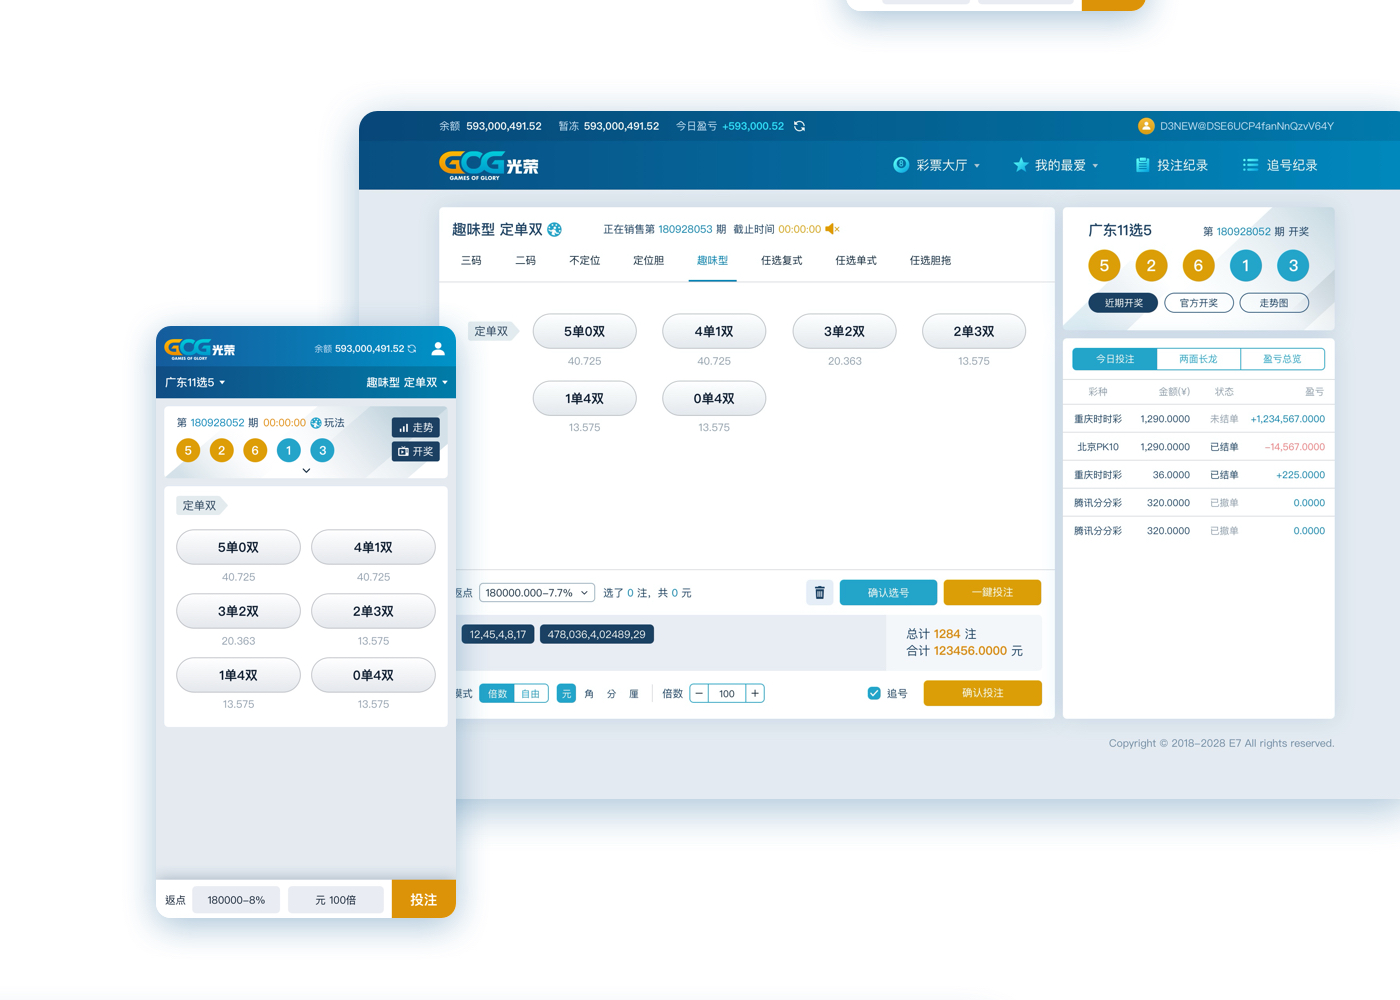 余额 593,000,491.52 暂冻 593,000,491.52 今日盈亏 +593,000.52
D3NEW@DSE6UCP4fanNnQzvV64Y
GCG光荣
GAMES OF GLORY
8 彩票大厅 我的最爱 投注纪录 追号纪录
趣味型 定单双 正在销售第 180928053 期 截止时间 00:00:00
三码 二码 不定位 定位胆 趣味型 任选复式 任选单式 任选胆拖
定单双
5单0双 4单1双 3单2双 2单3双
40.725 40.725 20.363 13.575
1单4双 0单4双
13.575 13.575
返点 180000.000-7.7% 选了 0 注, 共 0 元
确认选号 一鍵投注
12,45,4,8,17 478,036,4,02489,29
总计 1284 注
合计 123456.0000 元
模式 倍数 自由 元 角 分 厘 倍数 − 100 + 追号 确认投注
广东11选5 第 180928052 期 开奖
5 2 6 1 3
近期开奖 官方开奖 走势图
今日投注 两面长龙 盈亏总览
彩种 金额(¥) 状态 盈亏
重庆时时彩 1,290.0000 未结单 +1,234,567.0000
北京PK10 1,290.0000 已结单 −14,567.0000
重庆时时彩 36.0000 已结单 +225.0000
腾讯分分彩 320.0000 已撤单 0.0000
腾讯分分彩 320.0000 已撤单 0.0000
Copyright © 2018-2028 E7 All rights reserved.
GCG光荣
GAMES OF GLORY
余额 593,000,491.52
广东11选5 趣味型 定单双
第 180928052 期 00:00:00 玩法
走势
5 2 6 1 3
开奖
定单双
5单0双 4单1双
40.725 40.725
3单2双 2单3双
20.363 13.575
1单4双 0单4双
13.575 13.575
返点 180000-8% 元 100倍 投注